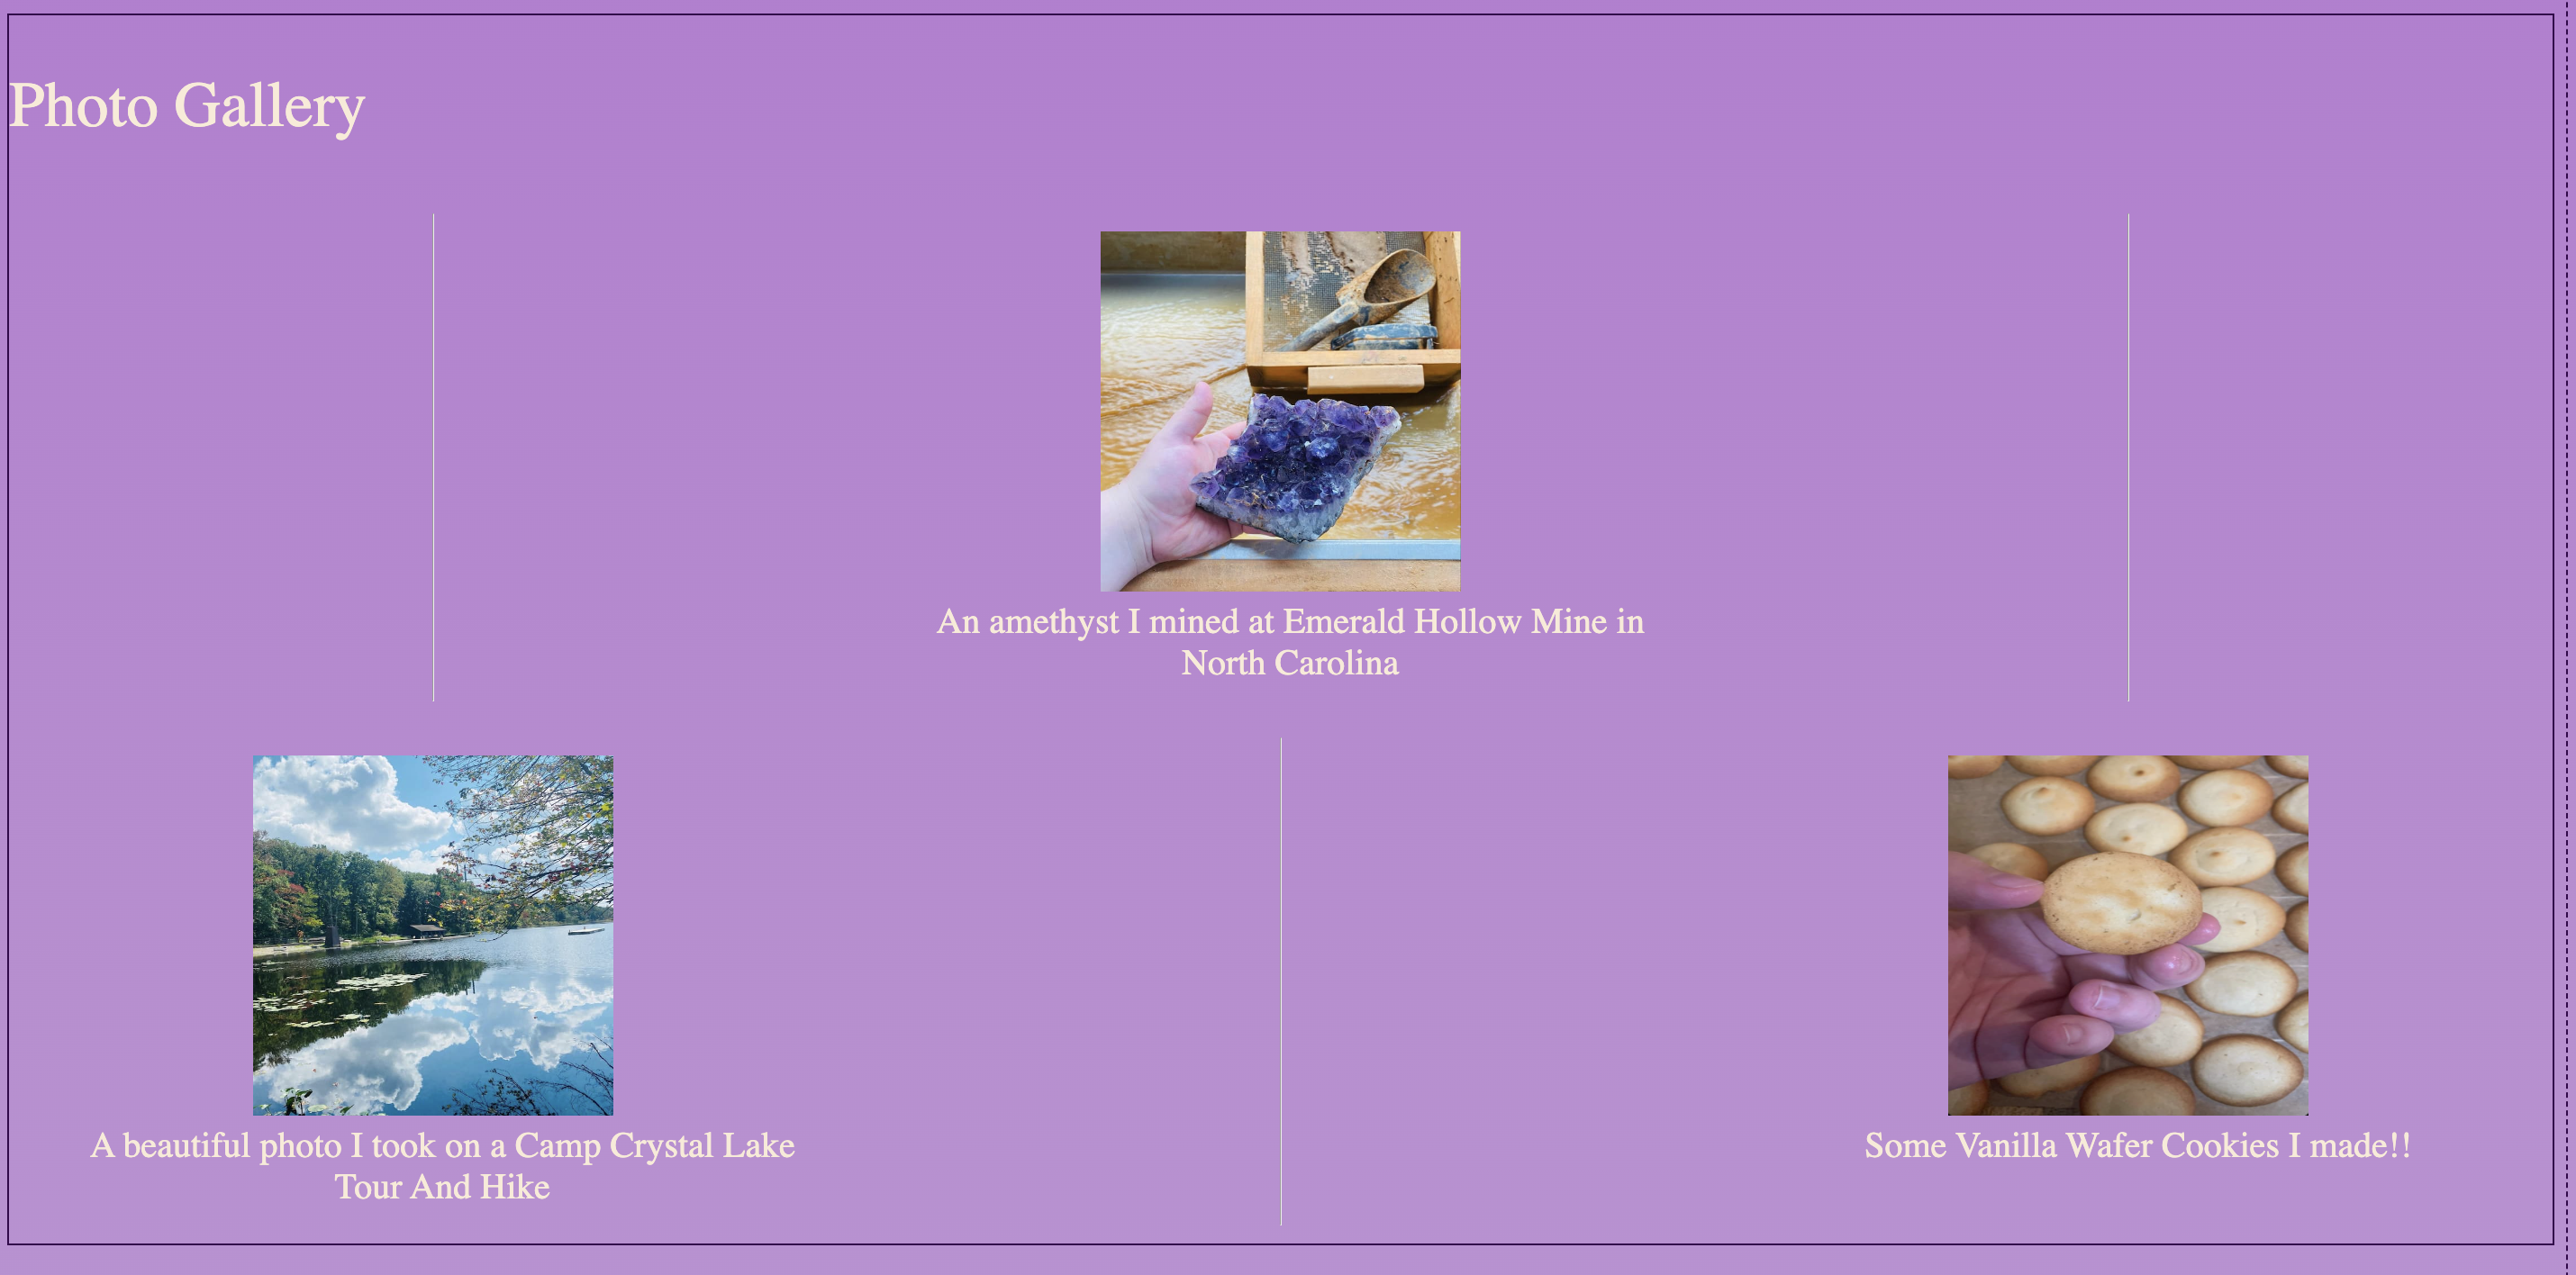 Photo Gallery
An amethyst I mined at Emerald Hollow Mine in
North Carolina
A beautiful photo I took on a Camp Crystal Lake
Tour And Hike
Some Vanilla Wafer Cookies I made!!